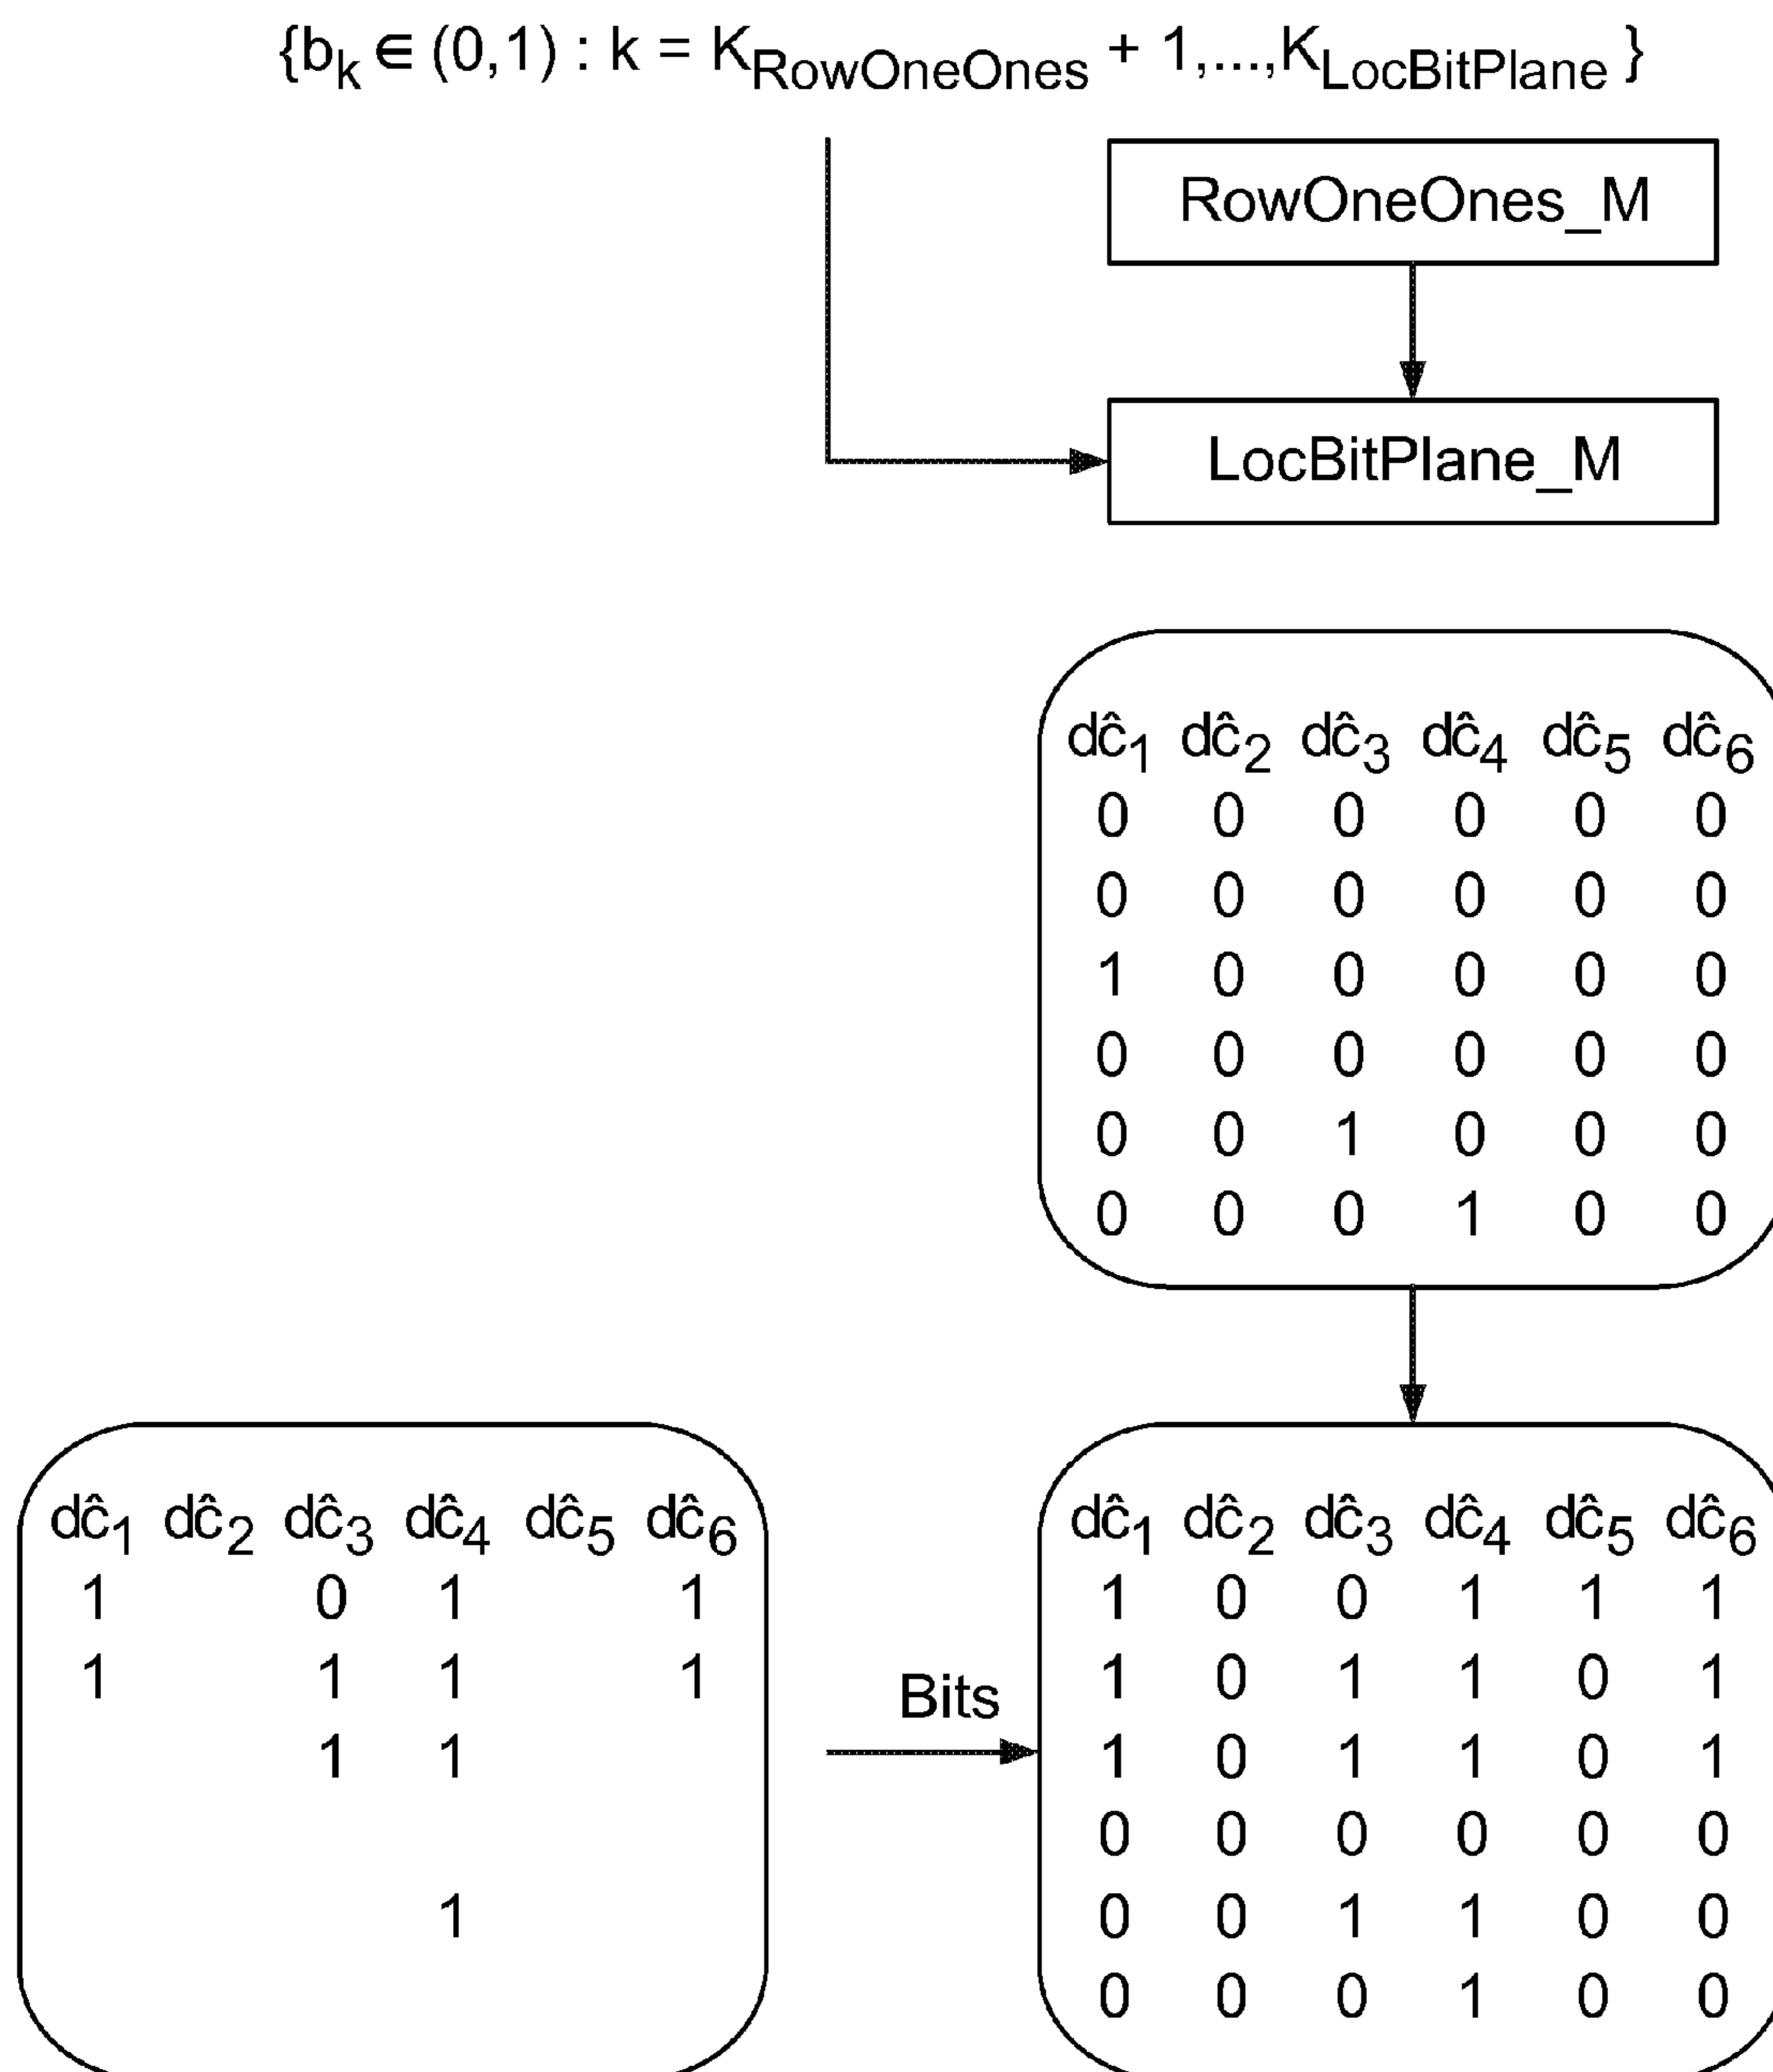 {b_k ∈ (0,1) : k = K_RowOneOnes + 1,...,K_LocBitPlane }
RowOneOnes_M
LocBitPlane_M
dĉ1 dĉ2 dĉ3 dĉ4 dĉ5 dĉ6
0 0 0 0 0 0
0 0 0 0 0 0
1 0 0 0 0 0
0 0 0 0 0 0
0 0 1 0 0 0
0 0 0 1 0 0
dĉ1 dĉ2 dĉ3 dĉ4 dĉ5 dĉ6
1 0 1 1
1 1 1 1
1 1
1
Bits
dĉ1 dĉ2 dĉ3 dĉ4 dĉ5 dĉ6
1 0 0 1 1 1
1 0 1 1 0 1
1 0 1 1 0 1
0 0 0 0 0 0
0 0 1 1 0 0
0 0 0 1 0 0